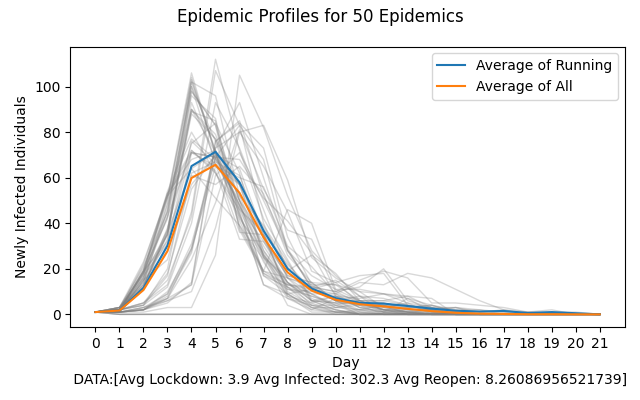 Epidemic Profiles for 50 Epidemics
Average of Running
Average of All
Newly Infected Individuals
100
80
60
40
20
0
0 1 2 3 4 5 6 7 8 9 10 11 12 13 14 15 16 17 18 19 20 21
Day
DATA:[Avg Lockdown: 3.9 Avg Infected: 302.3 Avg Reopen: 8.26086956521739]